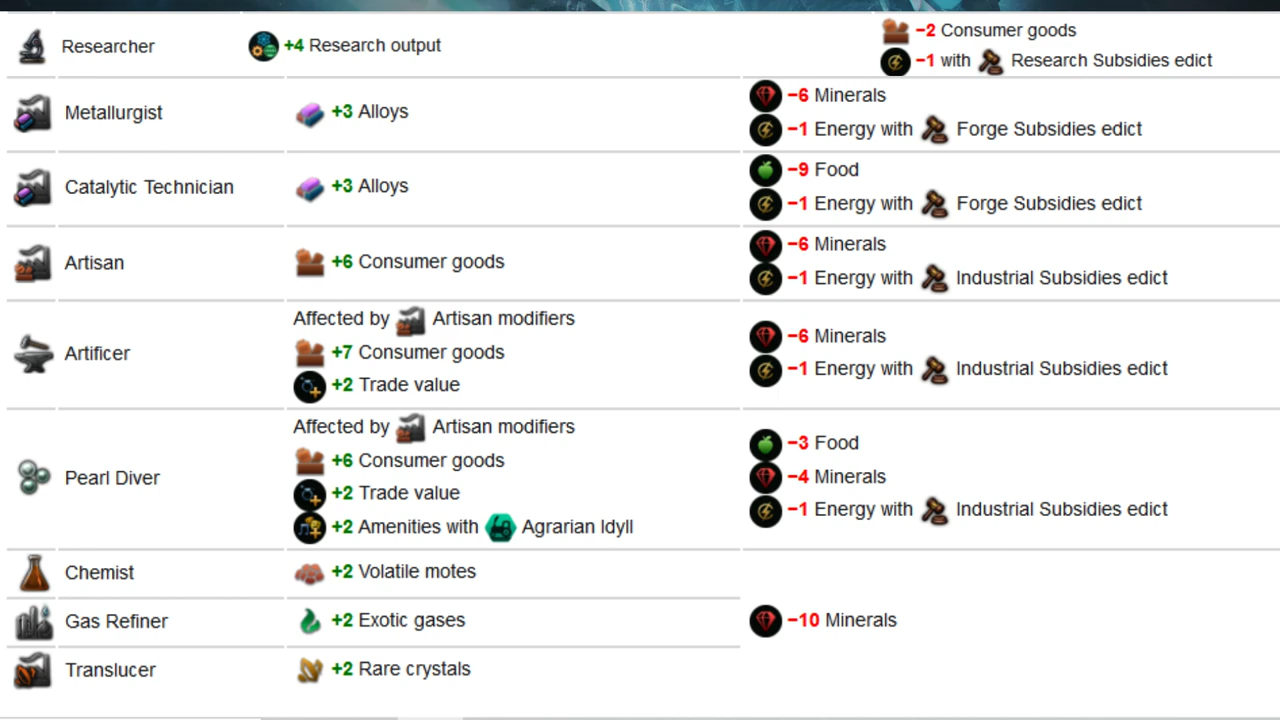 Researcher
+4 Research output
−2 Consumer goods
−1 with Research Subsidies edict
Metallurgist
+3 Alloys
−6 Minerals
−1 Energy with Forge Subsidies edict
Catalytic Technician
+3 Alloys
−9 Food
−1 Energy with Forge Subsidies edict
Artisan
+6 Consumer goods
−6 Minerals
−1 Energy with Industrial Subsidies edict
Artificer
Affected by Artisan modifiers
+7 Consumer goods
+2 Trade value
−6 Minerals
−1 Energy with Industrial Subsidies edict
Pearl Diver
Affected by Artisan modifiers
+6 Consumer goods
+2 Trade value
+2 Amenities with Agrarian Idyll
−3 Food
−4 Minerals
−1 Energy with Industrial Subsidies edict
Chemist
+2 Volatile motes
Gas Refiner
+2 Exotic gases
−10 Minerals
Translucer
+2 Rare crystals